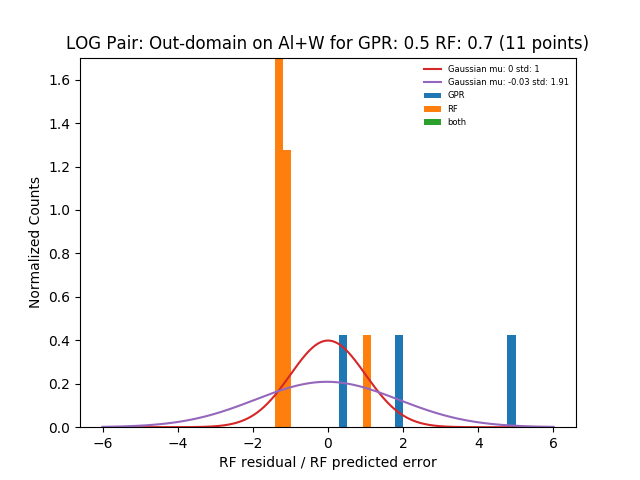 LOG Pair: Out-domain on Al+W for GPR: 0.5 RF: 0.7 (11 points)
Gaussian mu: 0 std: 1
Gaussian mu: -0.03 std: 1.91
GPR
RF
both
Normalized Counts
1.6
1.4
1.2
1.0
0.8
0.6
0.4
0.2
0.0
−6 −4 −2 0 2 4 6
RF residual / RF predicted error